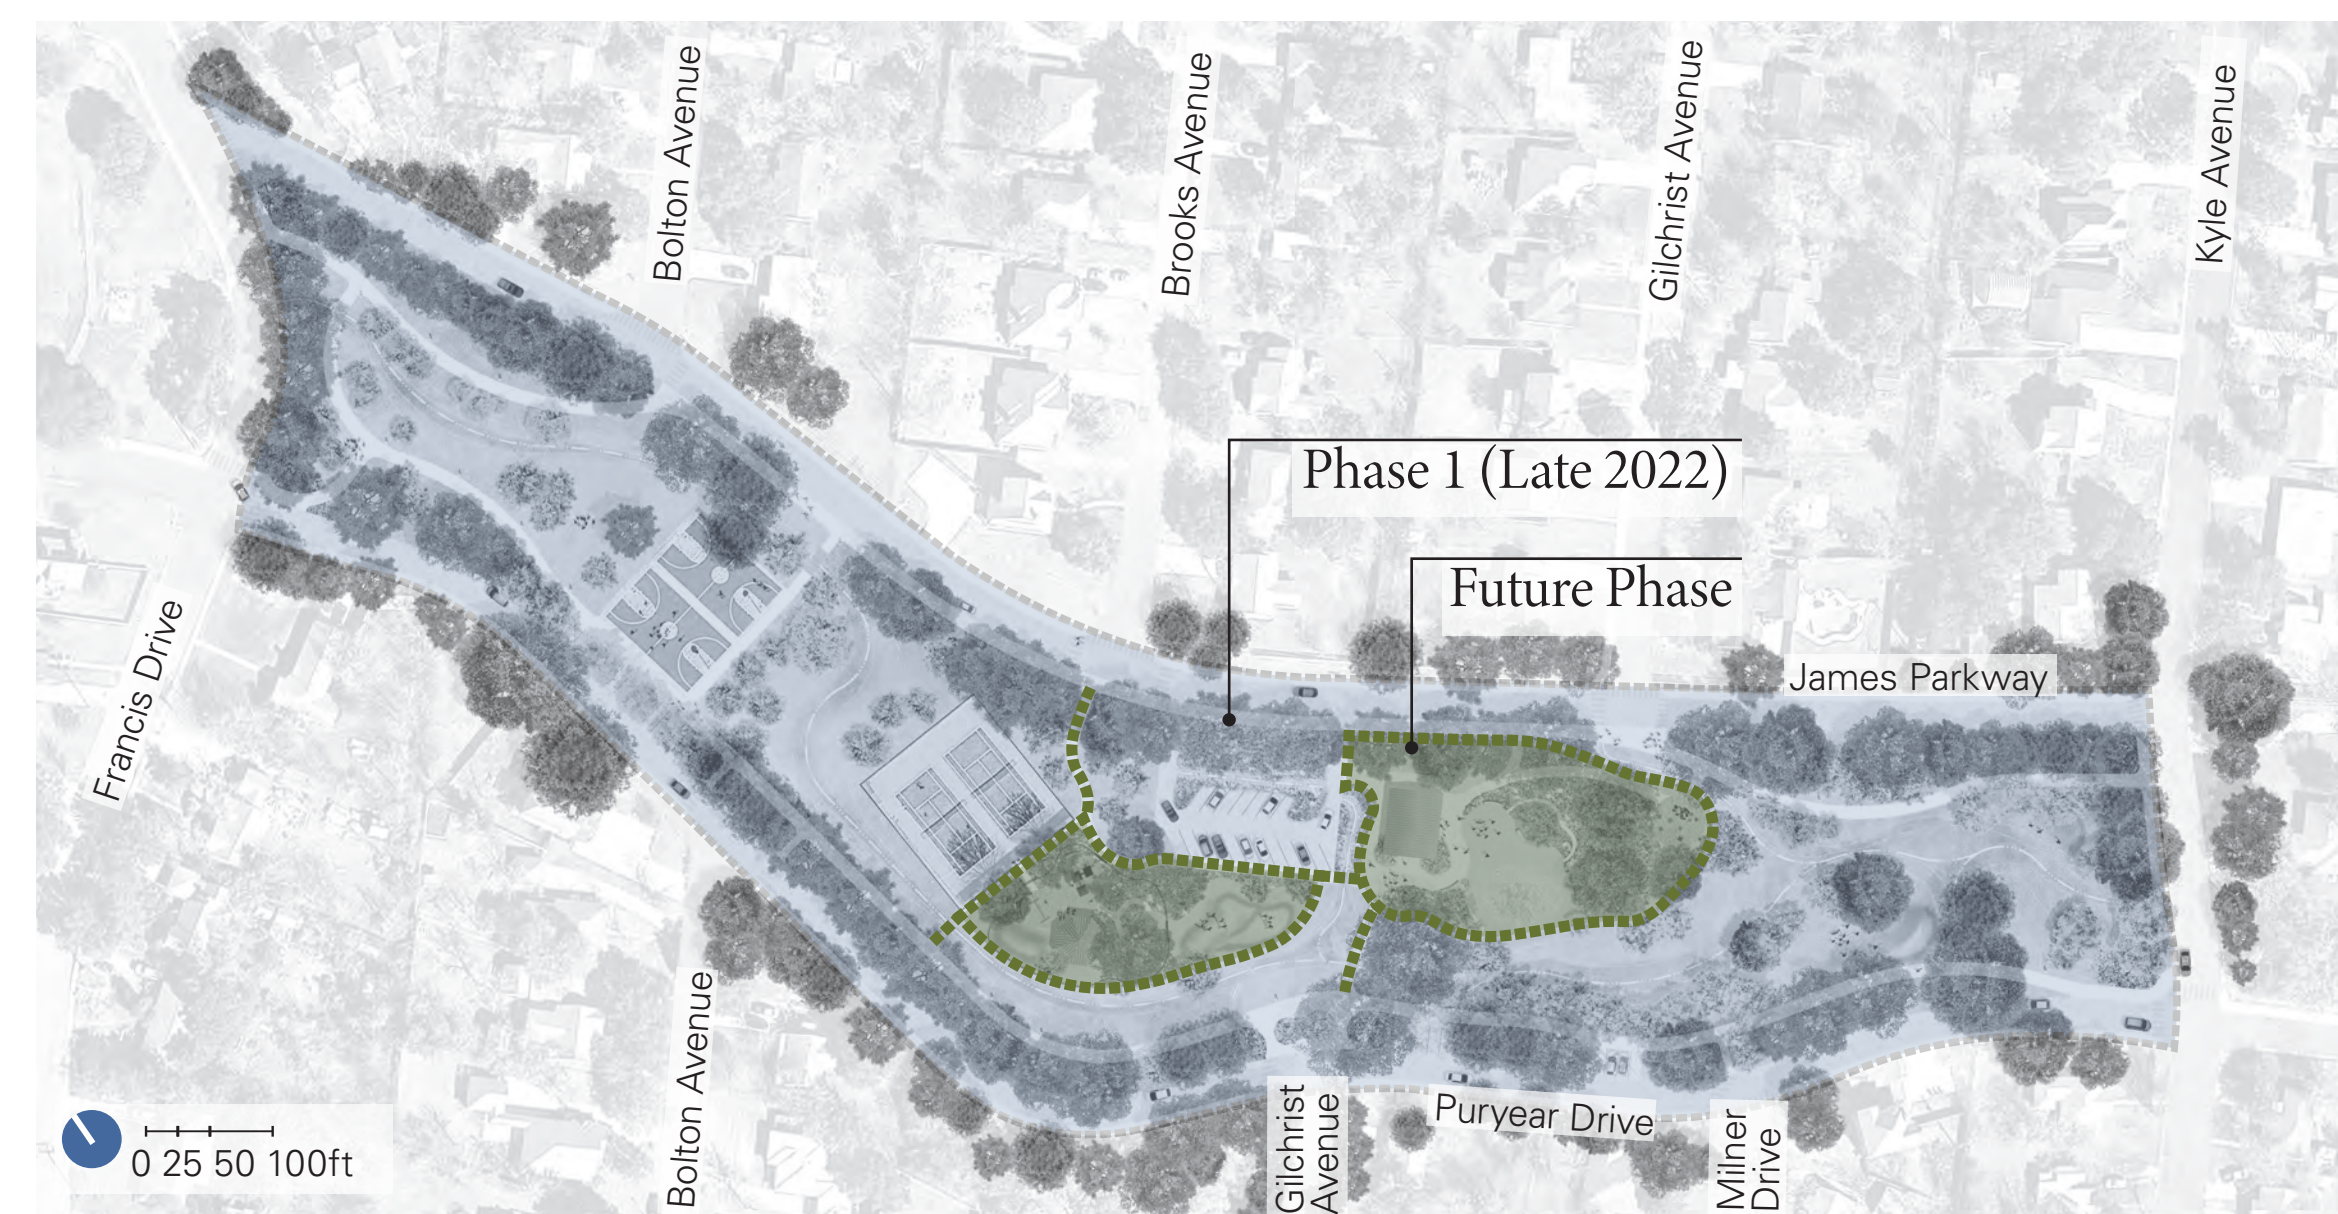 Bolton Avenue
Brooks Avenue
Gilchrist Avenue
Kyle Avenue
Phase 1 (Late 2022)
Future Phase
James Parkway
Francis Drive
Bolton Avenue
Gilchrist
Avenue
Puryear Drive
Milner
Drive
0 25 50 100ft